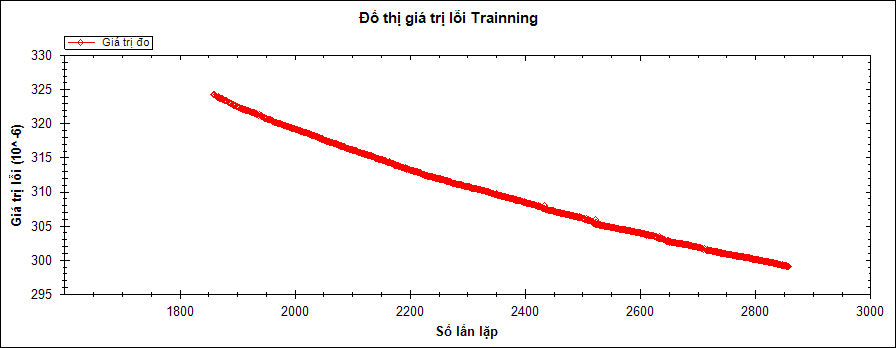 Đồ thị giá trị lỗi Trainning
Giá trị đo
330
325
320
315
310
305
300
295
Giá trị lỗi (10^-6)
1800 2000 2200 2400 2600 2800 3000
Số lần lặp